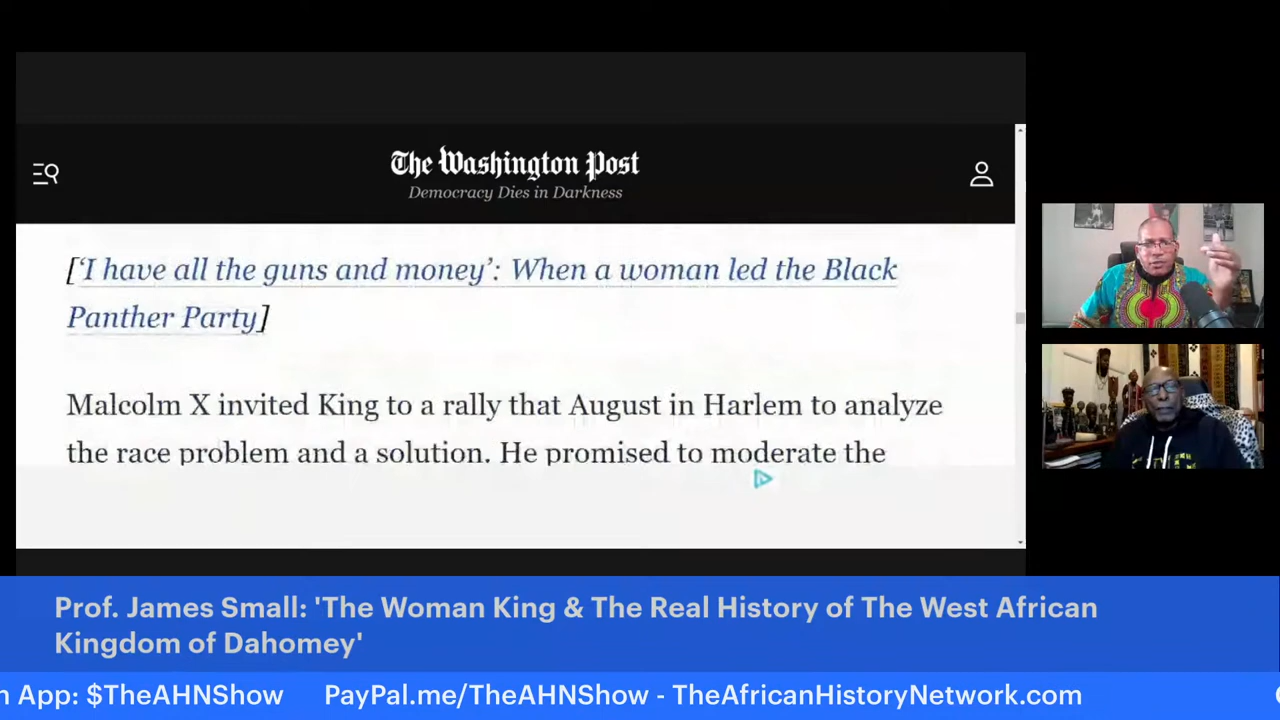 The Washington Post
Democracy Dies in Darkness
['I have all the guns and money': When a woman led the Black
Panther Party]
Malcolm X invited King to a rally that August in Harlem to analyze
the race problem and a solution. He promised to moderate the
Prof. James Small: 'The Woman King & The Real History of The West African
Kingdom of Dahomey'
App: $TheAHNShow PayPal.me/TheAHNShow - TheAfricanHistoryNetwork.com